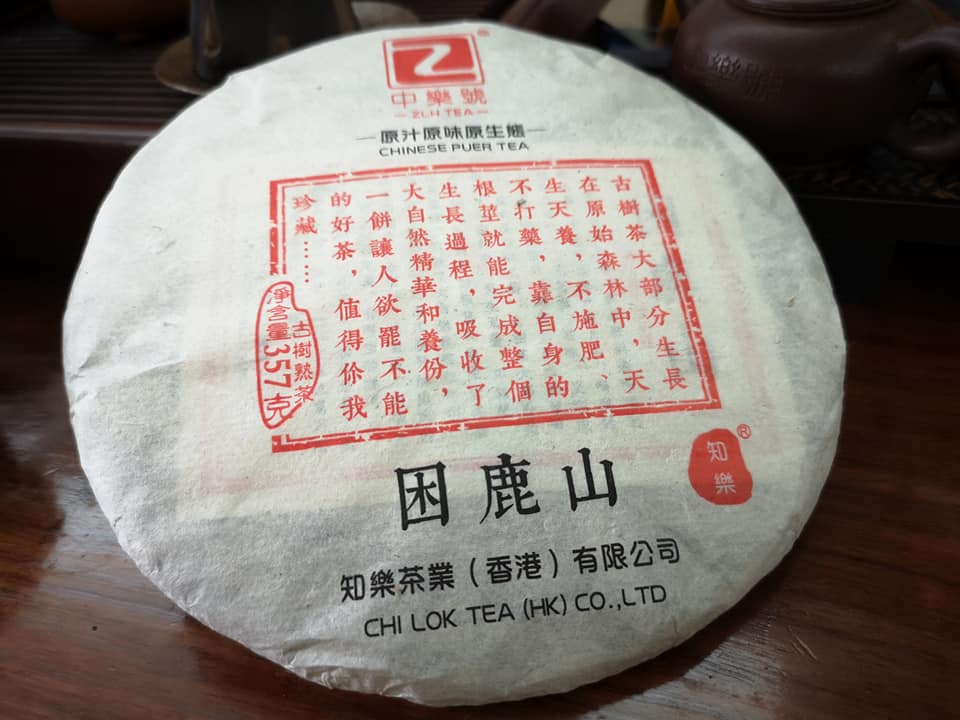 Z®
中樂號
—ZLH TEA—
—原汁原味原生態—
CHINESE PUER TEA
古樹茶大部分生長
在原始森林中，天
生天養，不施肥、
不打藥，靠自身的
根莖就能完成整個
生長過程，吸收了
大自然精華和養份，
一餅讓人欲罷不能
的好茶，值得你我
珍藏……
古樹熟茶
淨含量357克
困鹿山
知樂®
知樂茶業（香港）有限公司
CHI LOK TEA (HK) CO.,LTD